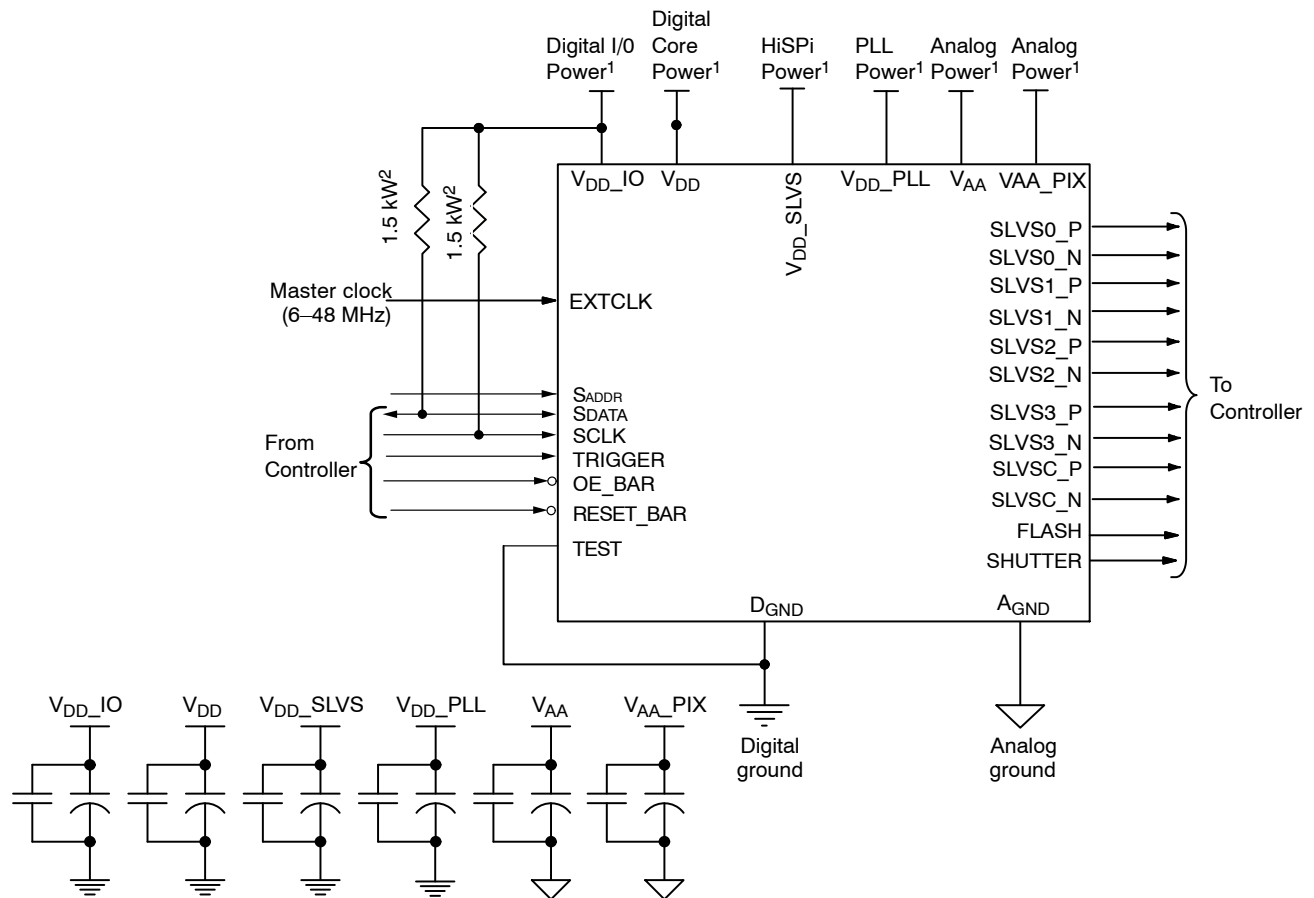 Digital I/0
Power¹
Digital
Core
Power¹
HiSPi
Power¹
PLL
Power¹
Analog
Power¹
Analog
Power¹
1.5 kW²
1.5 kW²
VDD_IO
VDD
VDD_SLVS
VDD_PLL
VAA
VAA_PIX
Master clock
(6–48 MHz)
EXTCLK
From
Controller
SADDR
SDATA
SCLK
TRIGGER
OE_BAR
RESET_BAR
TEST
SLVS0_P
SLVS0_N
SLVS1_P
SLVS1_N
SLVS2_P
SLVS2_N
SLVS3_P
SLVS3_N
SLVSC_P
SLVSC_N
FLASH
SHUTTER
To
Controller
DGND
AGND
Digital
ground
Analog
ground
VDD_IO
VDD
VDD_SLVS
VDD_PLL
VAA
VAA_PIX